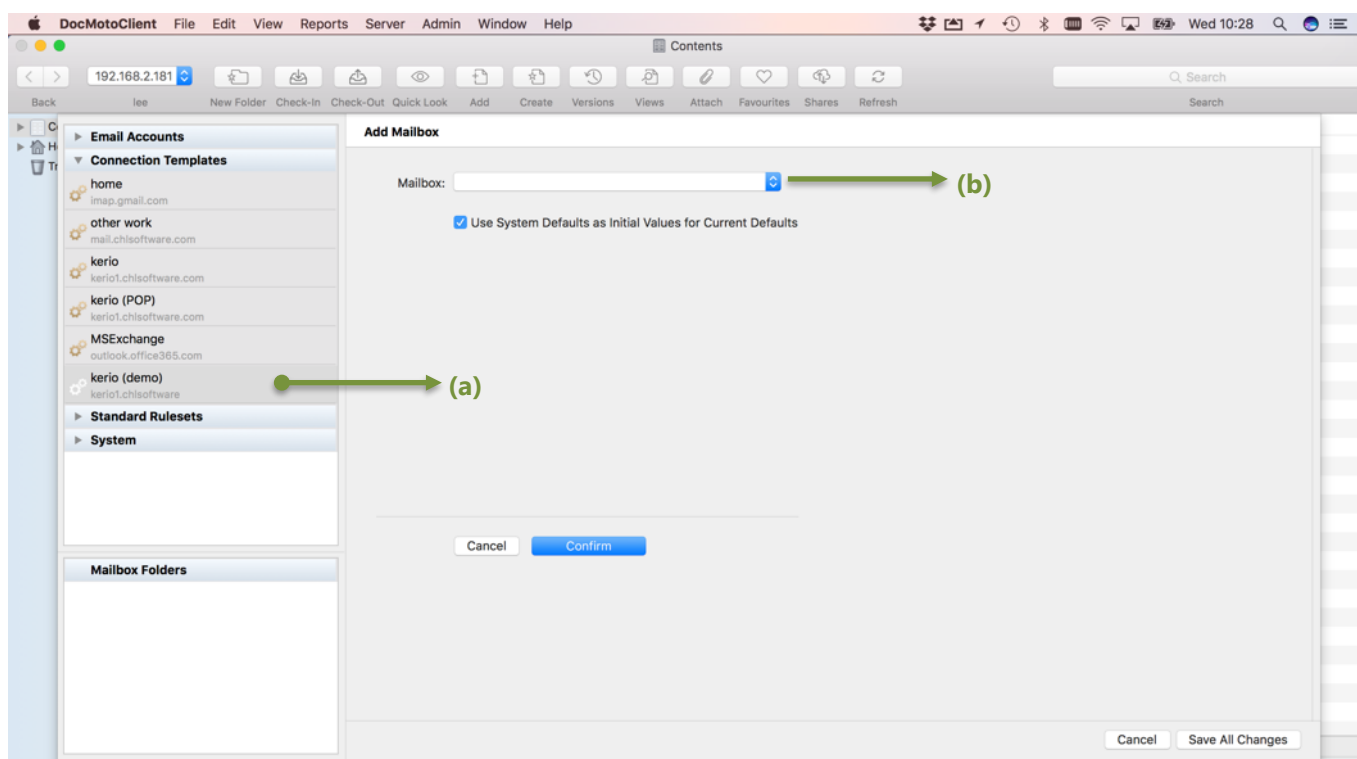 DocMotoClient File Edit View Reports Server Admin Window Help Wed 10:28
Contents
192.168.2.181 Search
Back lee New Folder Check-In Check-Out Quick Look Add Create Versions Views Attach Favourites Shares Refresh Search
Email Accounts
Connection Templates
home
imap.gmail.com
other work
mail.chlsoftware.com
kerio
kerio1.chlsoftware.com
kerio (POP)
kerio1.chlsoftware.com
MSExchange
outlook.office365.com
kerio (demo)
kerio1.chlsoftware
Standard Rulesets
System
Mailbox Folders
Add Mailbox
Mailbox:
(b)
Use System Defaults as Initial Values for Current Defaults
(a)
Cancel Confirm
Cancel Save All Changes